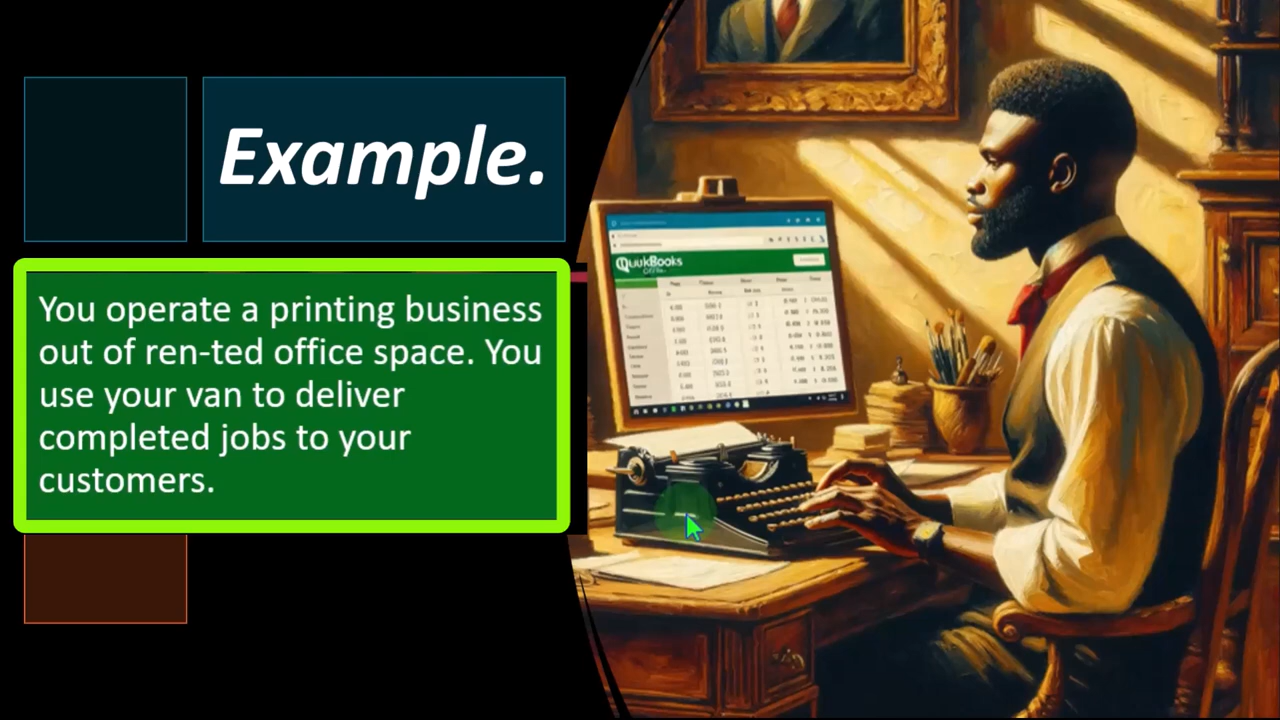 Example.
You operate a printing business
out of ren-ted office space. You
use your van to deliver
completed jobs to your
customers.
QuukBooks